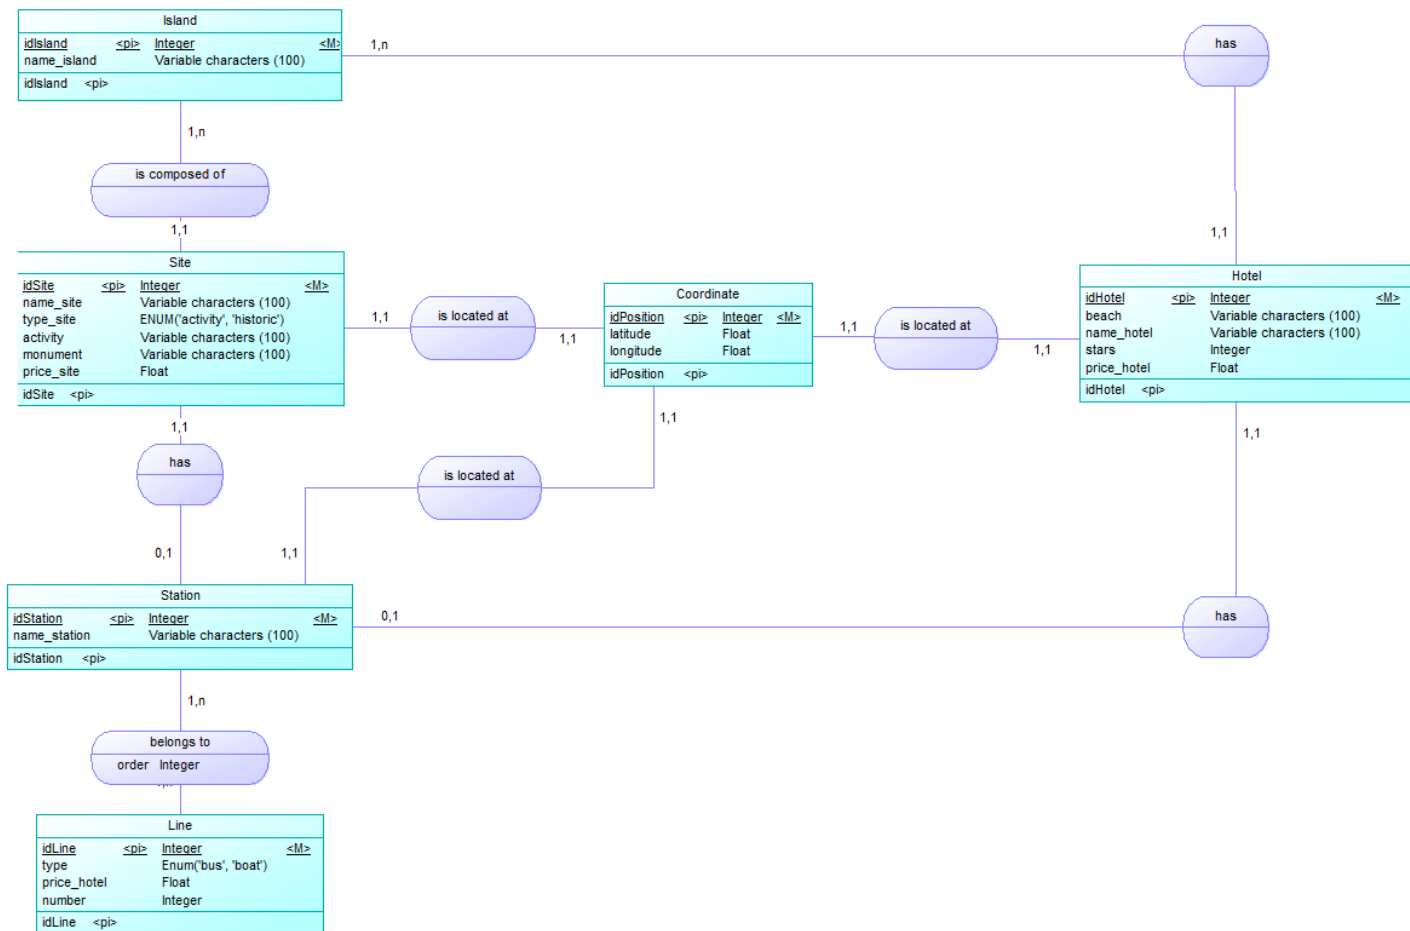 Island
idIsland <pi> Integer <M>
name_island Variable characters (100)
idIsland <pi>
1,n
has
1,n
is composed of
1,1
1,1
Site
idSite <pi> Integer <M>
name_site Variable characters (100)
type_site ENUM('activity', 'historic')
activity Variable characters (100)
monument Variable characters (100)
price_site Float
idSite <pi>
1,1
is located at
1,1
Coordinate
idPosition <pi> Integer <M>
latitude Float
longitude Float
idPosition <pi>
1,1
is located at
1,1
Hotel
idHotel <pi> Integer <M>
beach Variable characters (100)
name_hotel Variable characters (100)
stars Integer
price_hotel Float
idHotel <pi>
1,1
has
0,1
1,1
is located at
1,1
1,1
Station
idStation <pi> Integer <M>
name_station Variable characters (100)
idStation <pi>
0,1
has
1,n
belongs to
order Integer
Line
idLine <pi> Integer <M>
type Enum('bus', 'boat')
price_hotel Float
number Integer
idLine <pi>